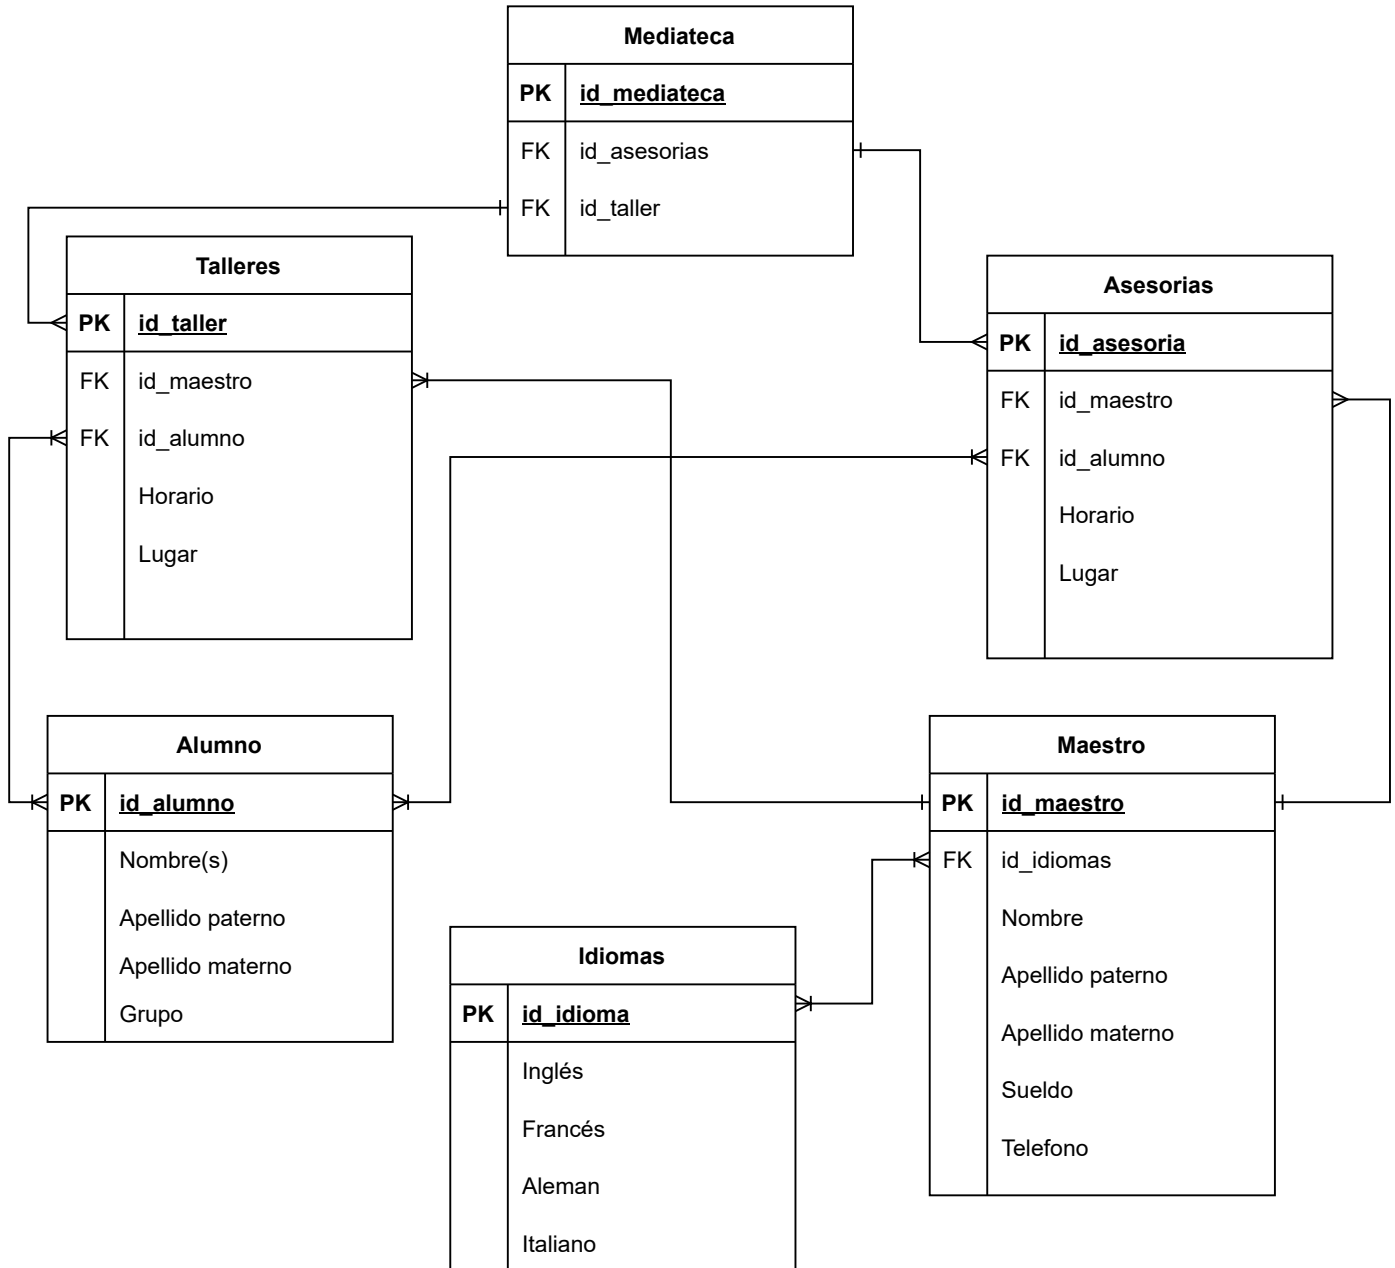 Mediateca
PK id_mediateca
FK id_asesorias
FK id_taller
Talleres
PK id_taller
FK id_maestro
FK id_alumno
Horario
Lugar
Asesorias
PK id_asesoria
FK id_maestro
FK id_alumno
Horario
Lugar
Alumno
PK id_alumno
Nombre(s)
Apellido paterno
Apellido materno
Grupo
Maestro
PK id_maestro
FK id_idiomas
Nombre
Apellido paterno
Apellido materno
Sueldo
Telefono
Idiomas
PK id_idioma
Inglés
Francés
Aleman
Italiano